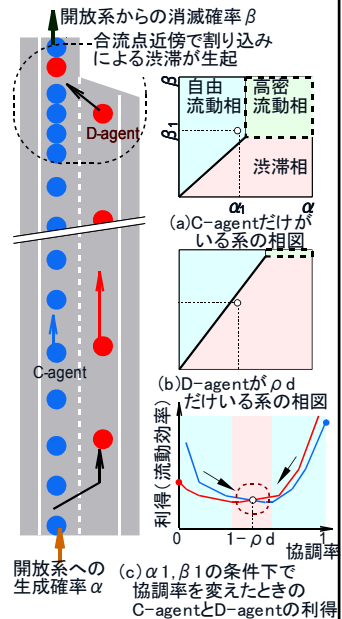 開放系からの消滅確率β
合流点近傍で割り込み
による渋滞が生起
D-agent
C-agent
開放系への
生成確率α
β
自由
流動相
高密
流動相
β1
渋滞相
α1
α
(a)C-agentだけが
いる系の相図
(b)D-agentがρd
だけいる系の相図
利得(流動効率)
0
1-ρd
1
協調率
(c)α1,β1の条件下で
協調率を変えたときの
C-agentとD-agentの利得